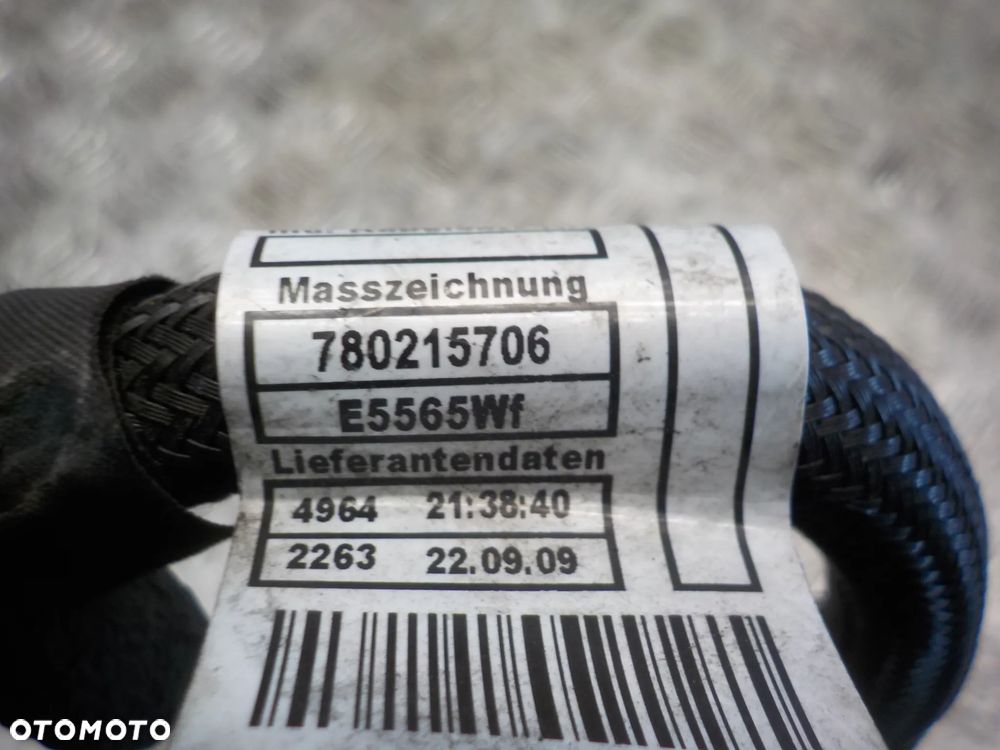 Masszeichnung
780215706
E5565Wf
Lieferantendaten
4964 21:38:40
2263 22.09.09
OTOMOTO